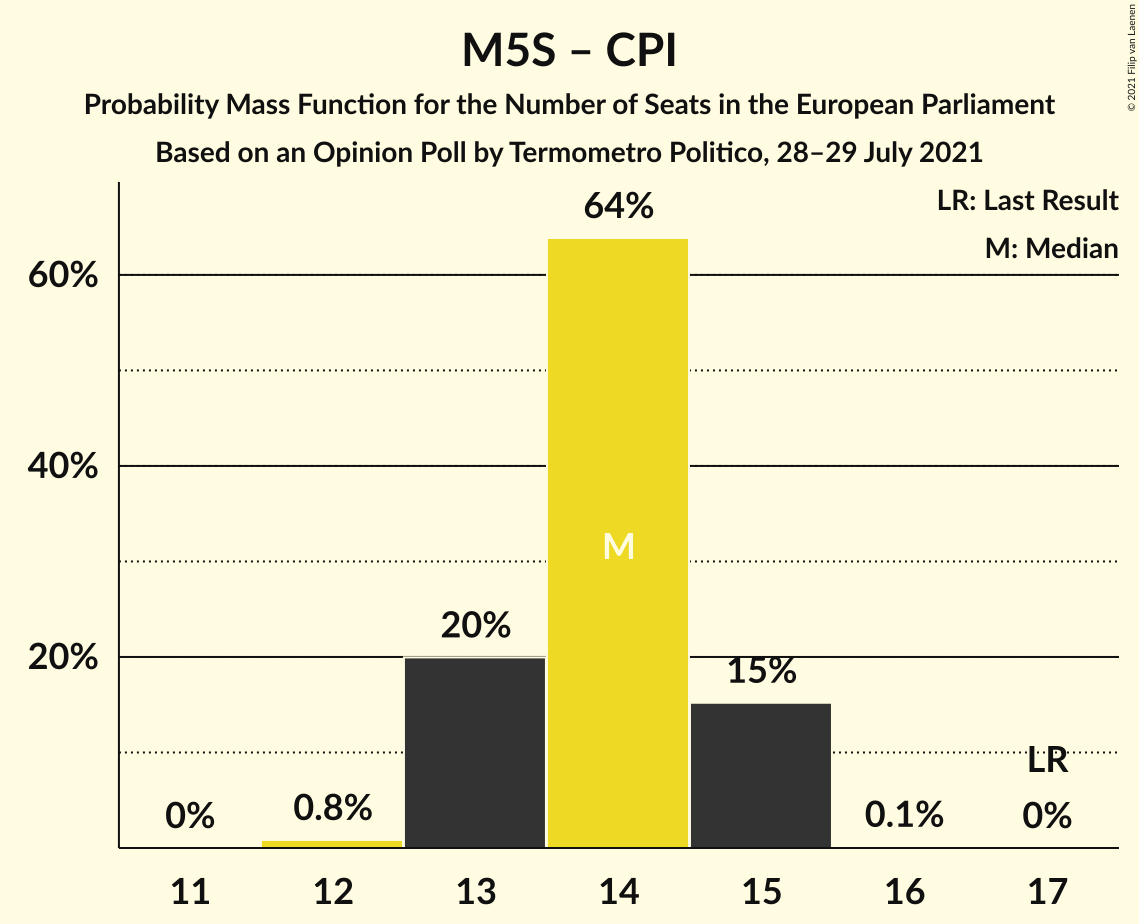 M5S – CPI
Probability Mass Function for the Number of Seats in the European Parliament
Based on an Opinion Poll by Termometro Politico, 28–29 July 2021
© 2021 Filip van Laenen
LR: Last Result
M: Median
64%
60%
40%
M
20%
20%
15%
LR
0%
0.8%
0.1%
0%
11 12 13 14 15 16 17